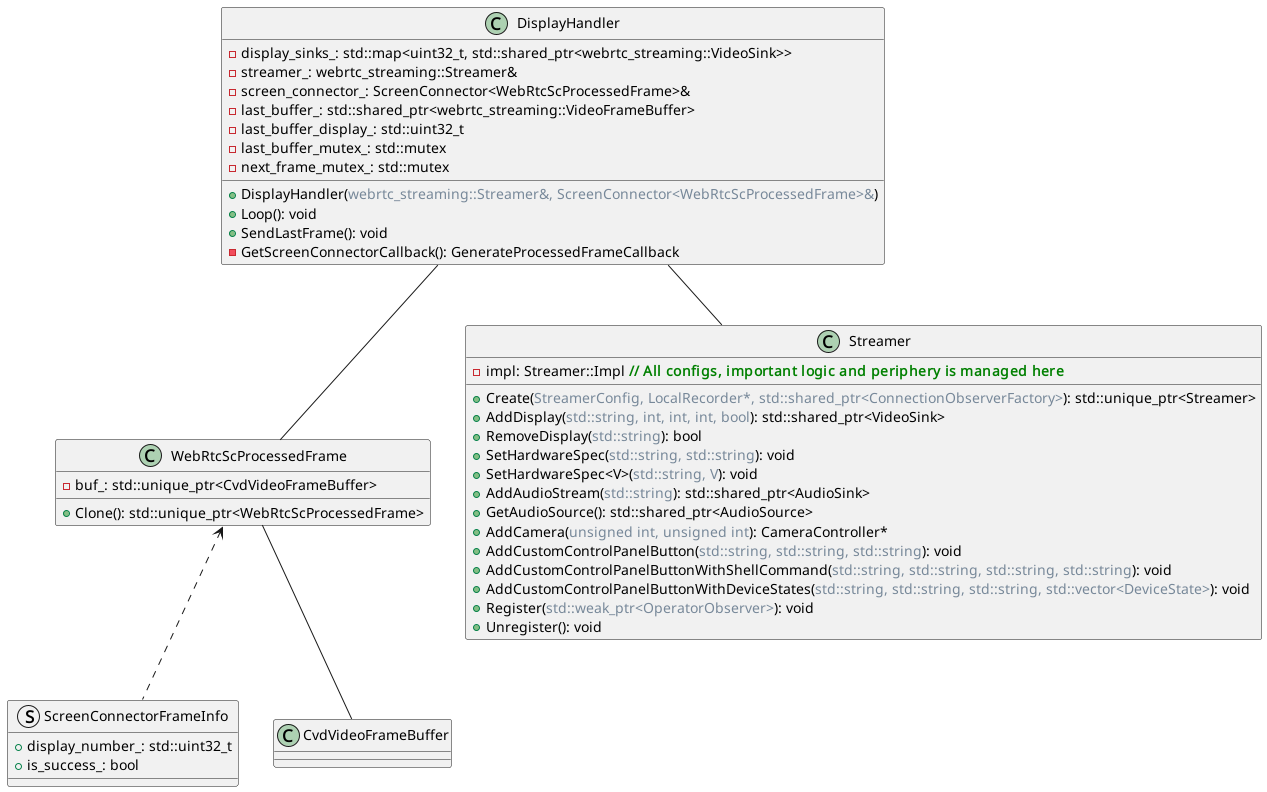 C DisplayHandler
display_sinks_: std::map<uint32_t, std::shared_ptr<webrtc_streaming::VideoSink>>
streamer_: webrtc_streaming::Streamer&
screen_connector_: ScreenConnector<WebRtcScProcessedFrame>&
last_buffer_: std::shared_ptr<webrtc_streaming::VideoFrameBuffer>
last_buffer_display_: std::uint32_t
last_buffer_mutex_: std::mutex
next_frame_mutex_: std::mutex
DisplayHandler(webrtc_streaming::Streamer&, ScreenConnector<WebRtcScProcessedFrame>&)
Loop(): void
SendLastFrame(): void
GetScreenConnectorCallback(): GenerateProcessedFrameCallback
C Streamer
impl: Streamer::Impl // All configs, important logic and periphery is managed here
Create(StreamerConfig, LocalRecorder*, std::shared_ptr<ConnectionObserverFactory>): std::unique_ptr<Streamer>
AddDisplay(std::string, int, int, int, bool): std::shared_ptr<VideoSink>
RemoveDisplay(std::string): bool
SetHardwareSpec(std::string, std::string): void
SetHardwareSpec<V>(std::string, V): void
AddAudioStream(std::string): std::shared_ptr<AudioSink>
GetAudioSource(): std::shared_ptr<AudioSource>
AddCamera(unsigned int, unsigned int): CameraController*
AddCustomControlPanelButton(std::string, std::string, std::string): void
AddCustomControlPanelButtonWithShellCommand(std::string, std::string, std::string, std::string): void
AddCustomControlPanelButtonWithDeviceStates(std::string, std::string, std::string, std::vector<DeviceState>): void
Register(std::weak_ptr<OperatorObserver>): void
Unregister(): void
C WebRtcScProcessedFrame
buf_: std::unique_ptr<CvdVideoFrameBuffer>
Clone(): std::unique_ptr<WebRtcScProcessedFrame>
S ScreenConnectorFrameInfo
display_number_: std::uint32_t
is_success_: bool
C CvdVideoFrameBuffer